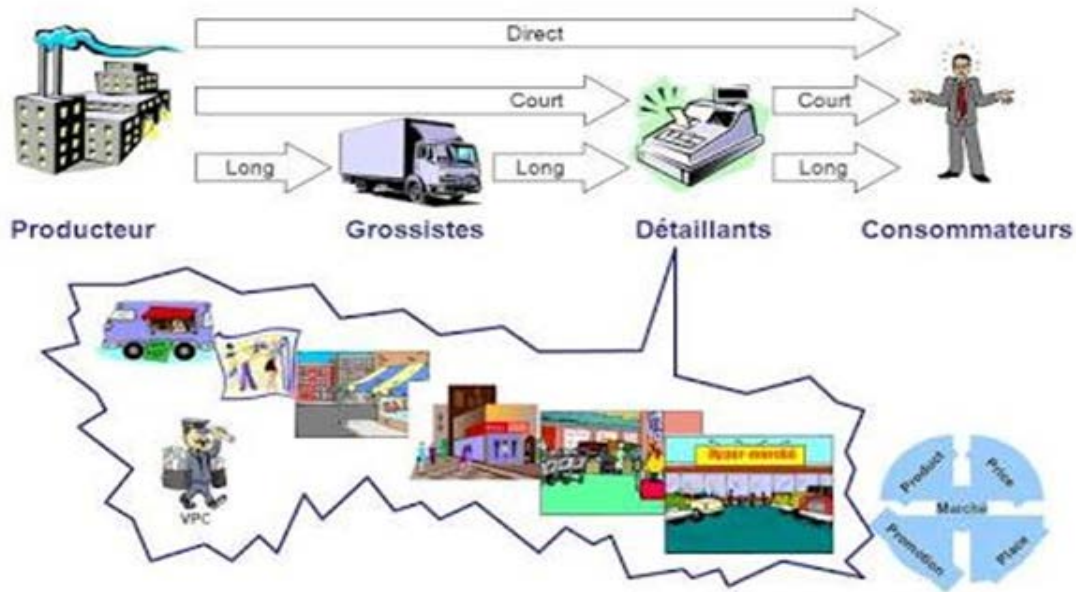 Direct
Court Court
Long Long Long
Producteur Grossistes Détaillants Consommateurs
VPC
Hyper-marché
Product Price
Marché
Promotion Place